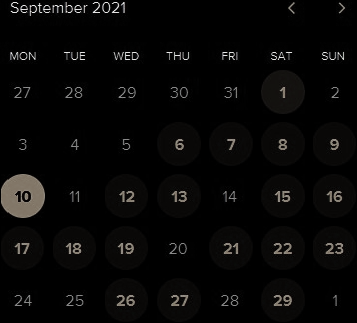 September 2021
MON TUE WED THU FRI SAT SUN
27 28 29 30 31 1 2
3 4 5 6 7 8 9
10 11 12 13 14 15 16
17 18 19 20 21 22 23
24 25 26 27 28 29 1